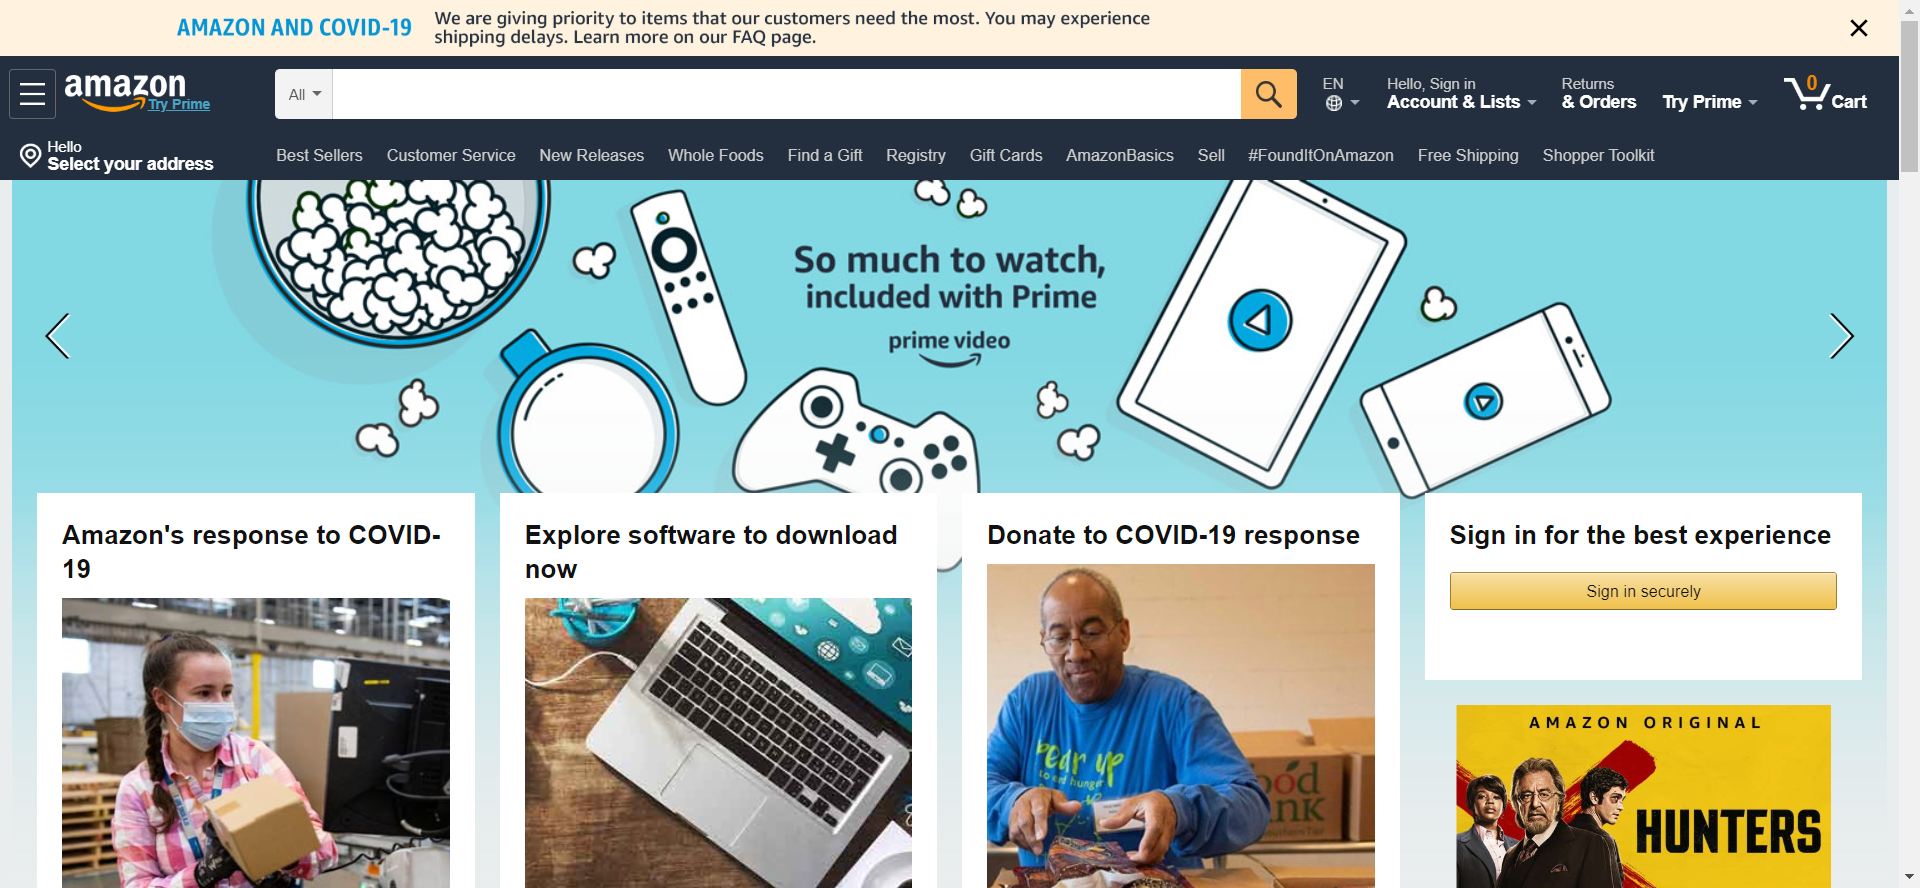 AMAZON AND COVID-19
We are giving priority to items that our customers need the most. You may experience
shipping delays. Learn more on our FAQ page.
amazon
Try Prime
All
EN
Hello, Sign in
Account & Lists
Returns
& Orders
Try Prime
0
Cart
Hello
Select your address
Best Sellers
Customer Service
New Releases
Whole Foods
Find a Gift
Registry
Gift Cards
AmazonBasics
Sell
#FoundItOnAmazon
Free Shipping
Shopper Toolkit
So much to watch,
included with Prime
prime video
Amazon's response to COVID-
19
Explore software to download
now
Donate to COVID-19 response
Sign in for the best experience
Sign in securely
AMAZON ORIGINAL
HUNTERS